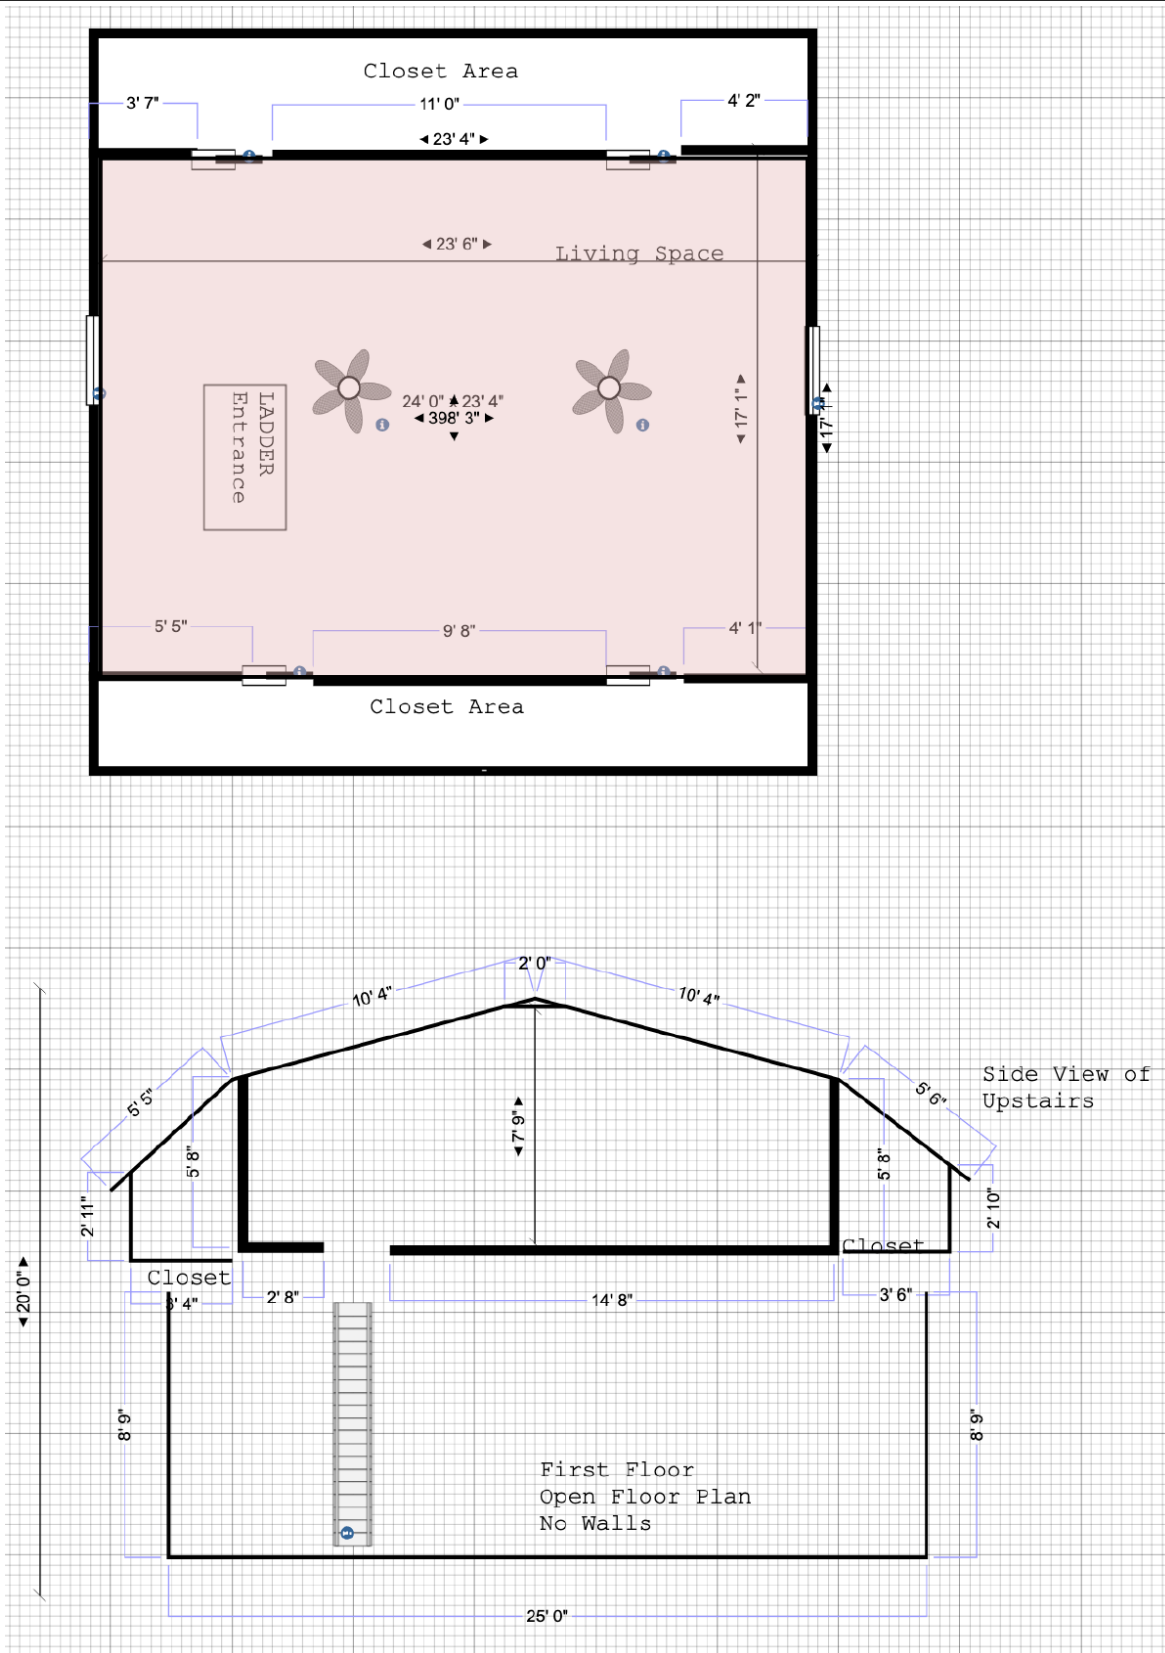 Closet Area
3' 7"
11' 0"
4' 2"
23' 4"
23' 6"
Living Space
24' 0" x 23' 4"
398' 3"
17' 1"
17'
LADDER
Entrance
5' 5"
9' 8"
4' 1"
Closet Area
2' 0"
10' 4"
10' 4"
5' 5"
5' 6"
Side View of
Upstairs
7' 9"
5' 8"
5' 8"
2' 11"
2' 10"
Closet
Closet
3' 4"
2' 8"
14' 8"
3' 6"
20' 0"
8' 9"
8' 9"
First Floor
Open Floor Plan
No Walls
25' 0"